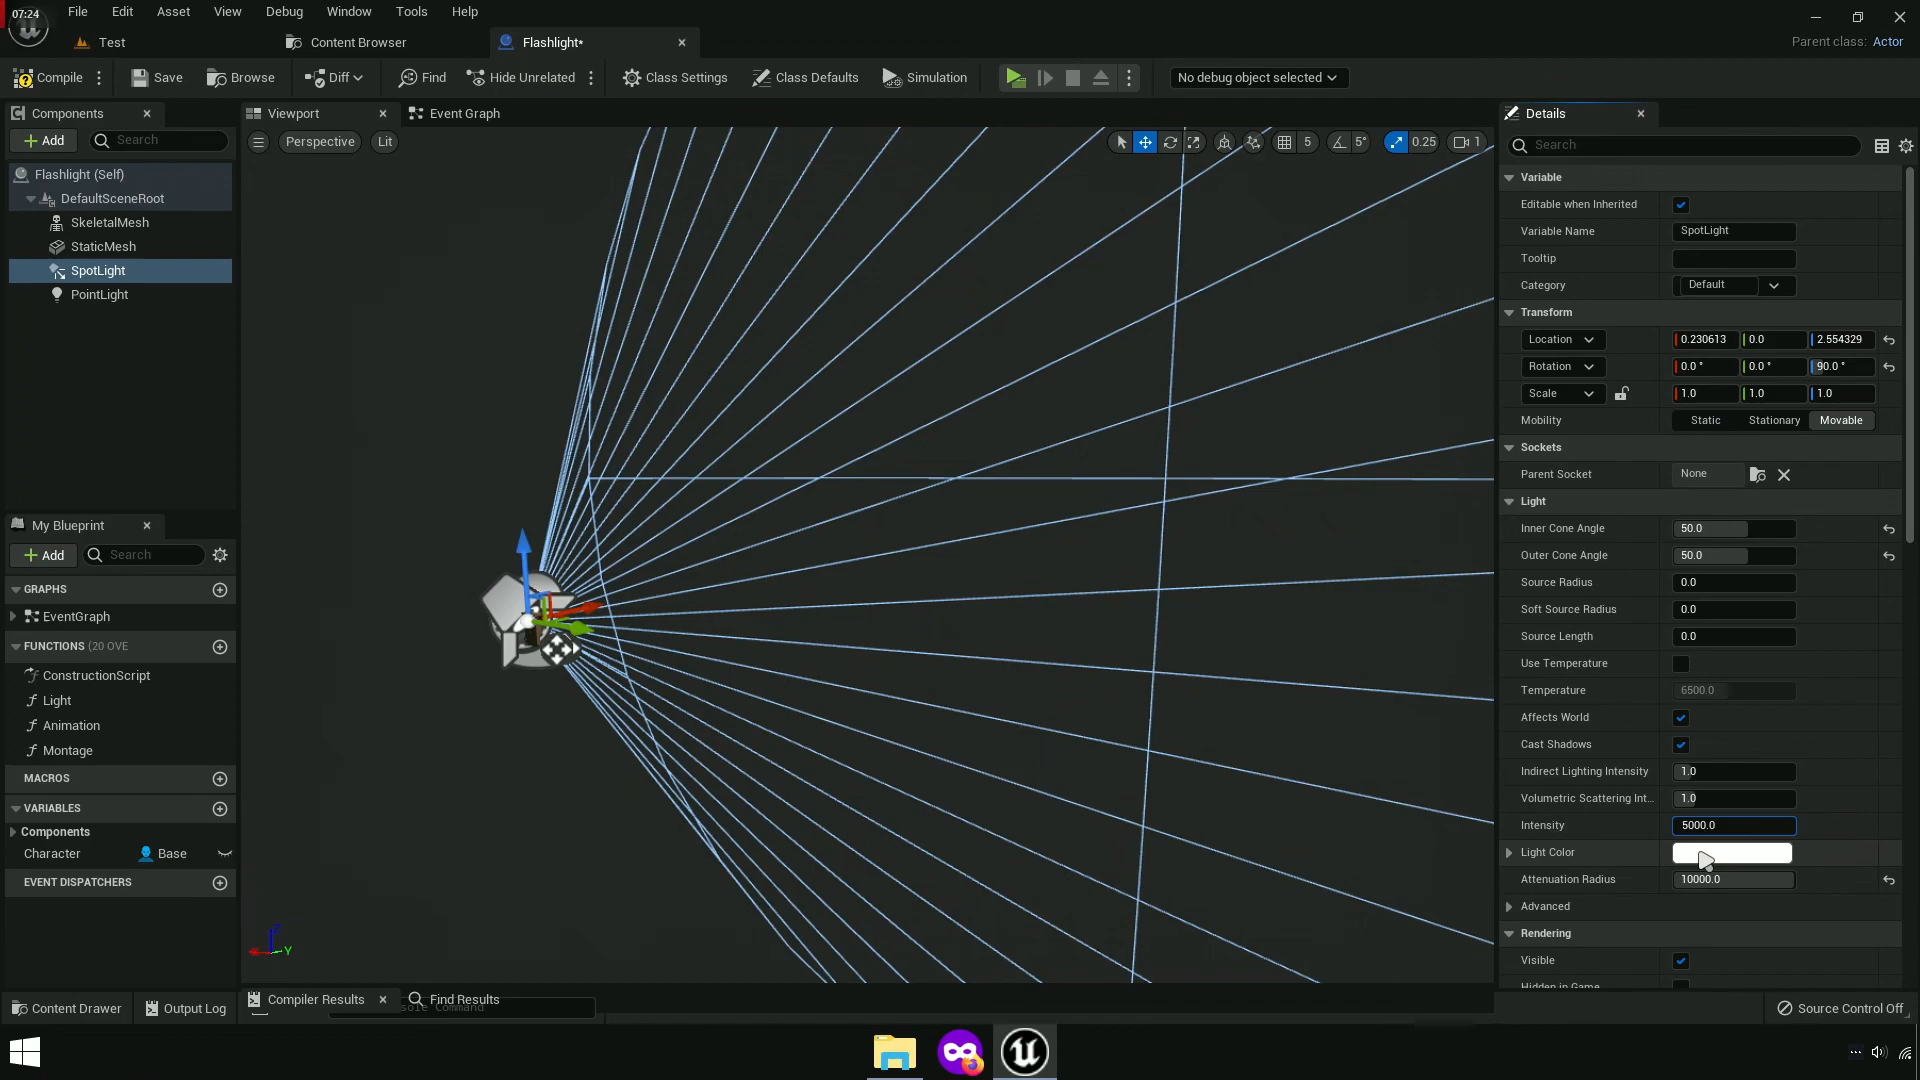 07:24
File Edit Asset View Debug Window Tools Help
Test Content Browser Flashlight*
Parent class: Actor
Compile Save Browse Diff Find Hide Unrelated Class Settings Class Defaults Simulation No debug object selected
Components Viewport Event Graph Details
Add Search Perspective Lit 5 5° 0.25 1 Search
Flashlight (Self)
DefaultSceneRoot
SkeletalMesh
StaticMesh
SpotLight
PointLight
My Blueprint
Add Search
GRAPHS
EventGraph
FUNCTIONS (20 OVE
ConstructionScript
Light
Animation
Montage
MACROS
VARIABLES
Components
Character Base
EVENT DISPATCHERS
Y
Variable
Editable when Inherited
Variable Name SpotLight
Tooltip
Category Default
Transform
Location 0.230613 0.0 2.554329
Rotation 0.0 ° 0.0 ° 90.0 °
Scale 1.0 1.0 1.0
Mobility Static Stationary Movable
Sockets
Parent Socket None
Light
Inner Cone Angle 50.0
Outer Cone Angle 50.0
Source Radius 0.0
Soft Source Radius 0.0
Source Length 0.0
Use Temperature
Temperature 6500.0
Affects World
Cast Shadows
Indirect Lighting Intensity 1.0
Volumetric Scattering Int... 1.0
Intensity 5000.0
Light Color
Attenuation Radius 10000.0
Advanced
Rendering
Visible
Hidden in Game
Compiler Results Find Results
Content Drawer Output Log sole Command Source Control Off